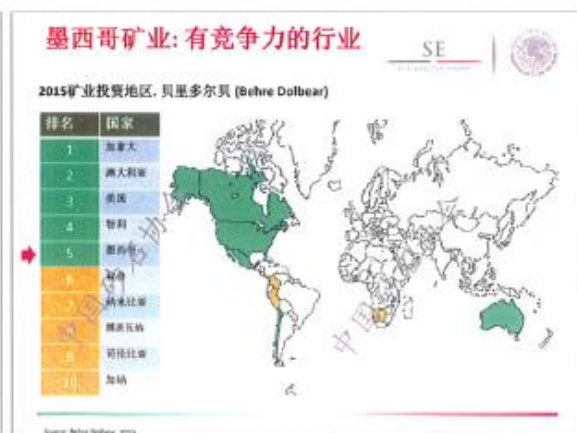 墨西哥矿业: 有竞争力的行业
SE
2015矿业投资地区, 贝里多尔贝 (Behre Dolbear)
排名 国家
1 加拿大
2 澳大利亚
3 美国
4 智利
5 墨西哥
6 秘鲁
7 纳米比亚
博茨瓦纳
9 哥伦比亚
10 加纳